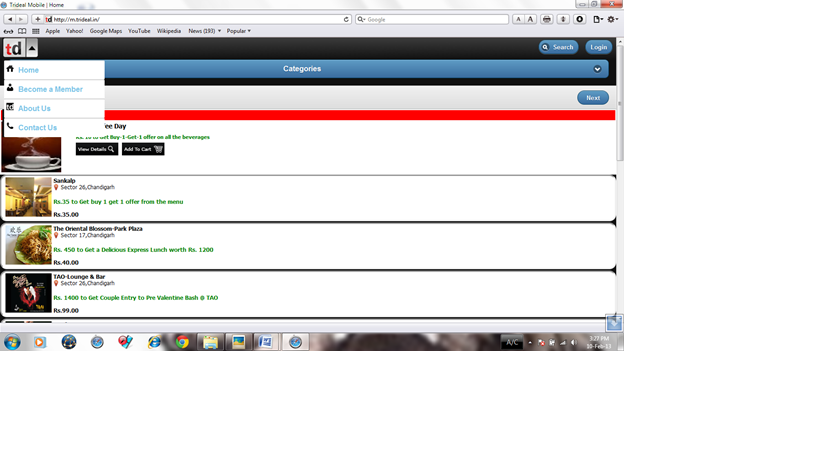 Trideal Mobile | Home
td http://m.trideal.in/
Google
A A
Apple Yahoo! Google Maps YouTube Wikipedia News (193) Popular
td
Search
Login
Categories
Home
Become a Member
About Us
Contact Us
Next
ee Day
Rs. 10 to Get Buy-1-Get-1 offer on all the beverages
View Details
Add To Cart
Sankalp
Sector 26,Chandigarh
Rs.35 to Get buy 1 get 1 offer from the menu
Rs.35.00
The Oriental Blossom-Park Plaza
Sector 17,Chandigarh
Rs. 450 to Get a Delicious Express Lunch worth Rs. 1200
Rs.40.00
TAO-Lounge & Bar
Sector 26,Chandigarh
Rs. 1400 to Get Couple Entry to Pre Valentine Bash @ TAO
Rs.99.00
A/C
3:27 PM
10-Feb-13